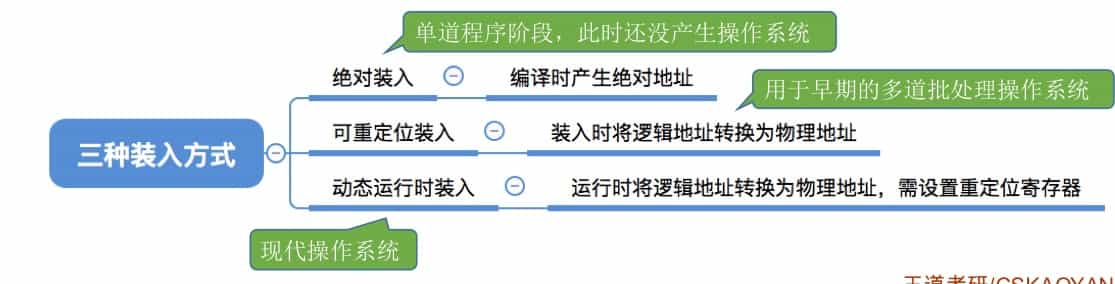 单道程序阶段，此时还没产生操作系统
绝对装入
编译时产生绝对地址
用于早期的多道批处理操作系统
三种装入方式
可重定位装入
装入时将逻辑地址转换为物理地址
动态运行时装入
运行时将逻辑地址转换为物理地址，需设置重定位寄存器
现代操作系统